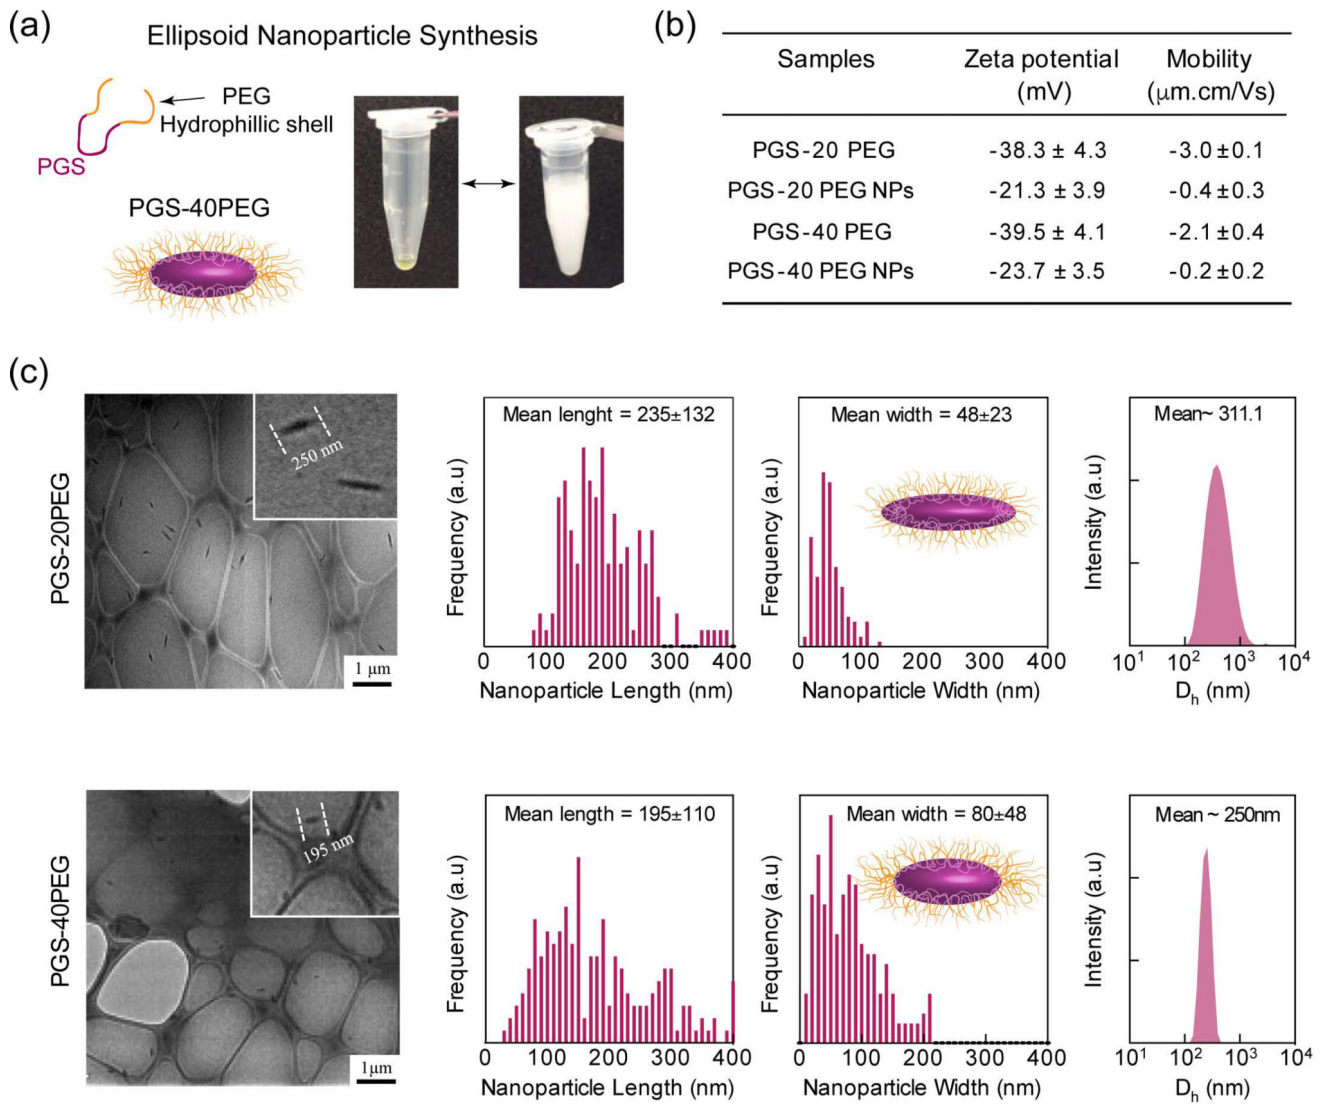 (a)
Ellipsoid Nanoparticle Synthesis
PEG
Hydrophillic shell
PGS
PGS-40PEG
(b)
Samples Zeta potential (mV) Mobility (μm.cm/Vs)
PGS-20 PEG -38.3 ± 4.3 -3.0±0.1
PGS-20 PEG NPs -21.3 ±3.9 -0.4±0.3
PGS-40 PEG -39.5 ± 4.1 -2.1±0.4
PGS-40 PEG NPs -23.7 ±3.5 -0.2±0.2
(c)
PGS-20PEG
250 nm
1 μm
Mean lenght = 235±132
Frequency (a.u)
0 100 200 300 400
Nanoparticle Length (nm)
Mean width = 48±23
Frequency (a.u)
0 100 200 300 400
Nanoparticle Width (nm)
Mean~ 311.1
Intensity (a.u)
10¹ 10² 10³ 10⁴
Dₕ (nm)
PGS-40PEG
195 nm
1μm
Mean length = 195±110
Frequency (a.u)
0 100 200 300 400
Nanoparticle Length (nm)
Mean width = 80±48
Frequency (a.u)
0 100 200 300 400
Nanoparticle Width (nm)
Mean ~ 250nm
Intensity (a.u)
10¹ 10² 10³ 10⁴
Dₕ (nm)